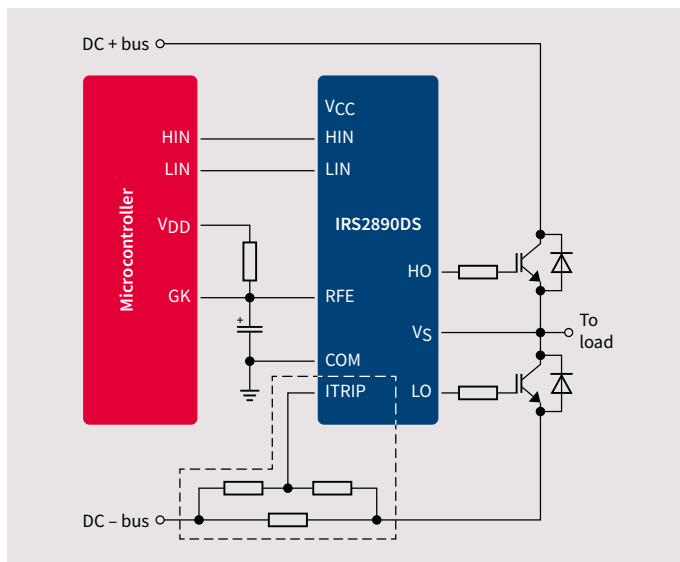 DC + bus
Microcontroller
HIN
LIN
VDD
GK
VCC
HIN
LIN
IRS2890DS
HO
RFE
VS
COM
ITRIP
LO
+
To
load
DC – bus